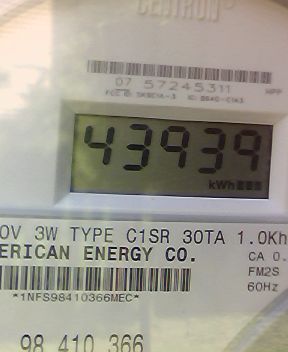 CENTRON®
07 57245311
43939
kWh
0V 3W TYPE C1SR 30TA 1.0Kh
ERICAN ENERGY CO.
CA 0.
FM2S
60Hz
*1NFS98410366MEC*
98 410 366